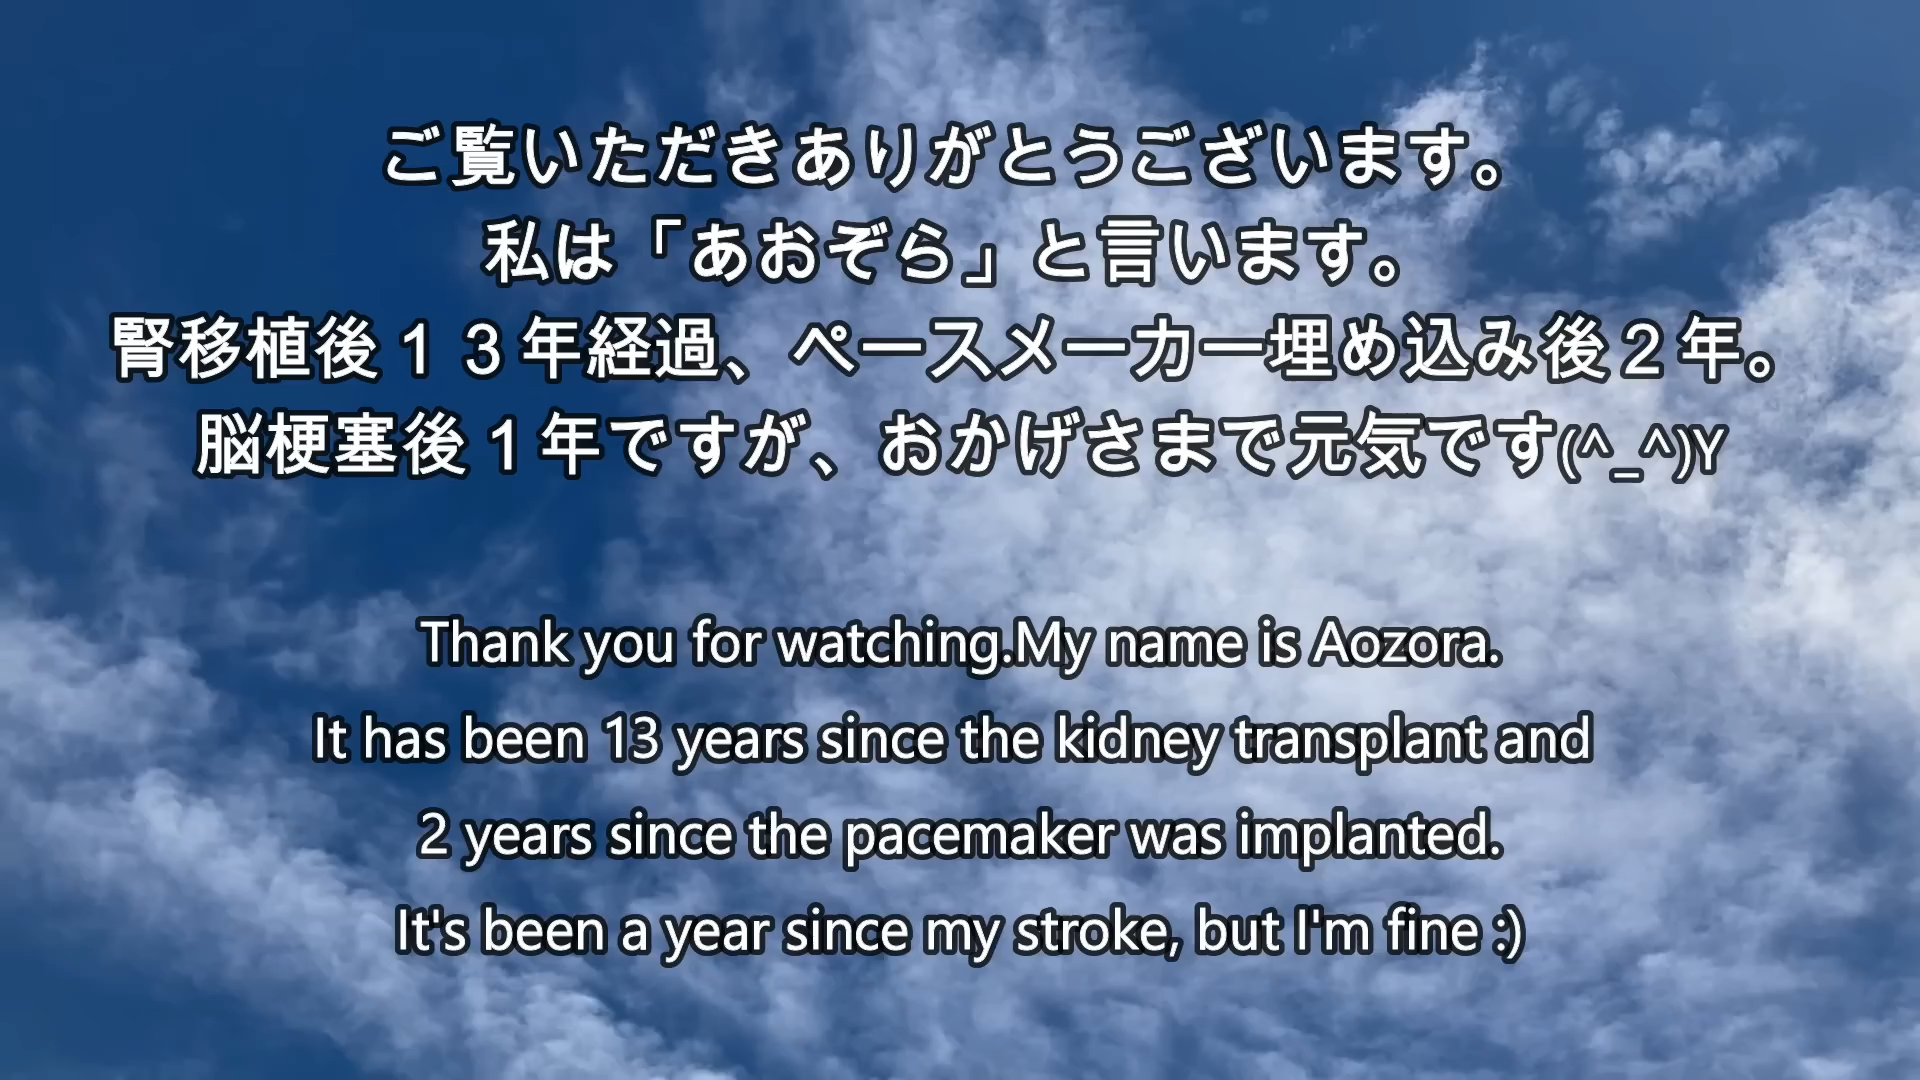 ご覧いただきありがとうございます。
私は「あおぞら」と言います。
腎移植後１３年経過、ペースメーカー埋め込み後２年。
脳梗塞後１年ですが、おかげさまで元気です(^_^)Y
Thank you for watching.My name is Aozora.
It has been 13 years since the kidney transplant and
2 years since the pacemaker was implanted.
It's been a year since my stroke, but I'm fine :)